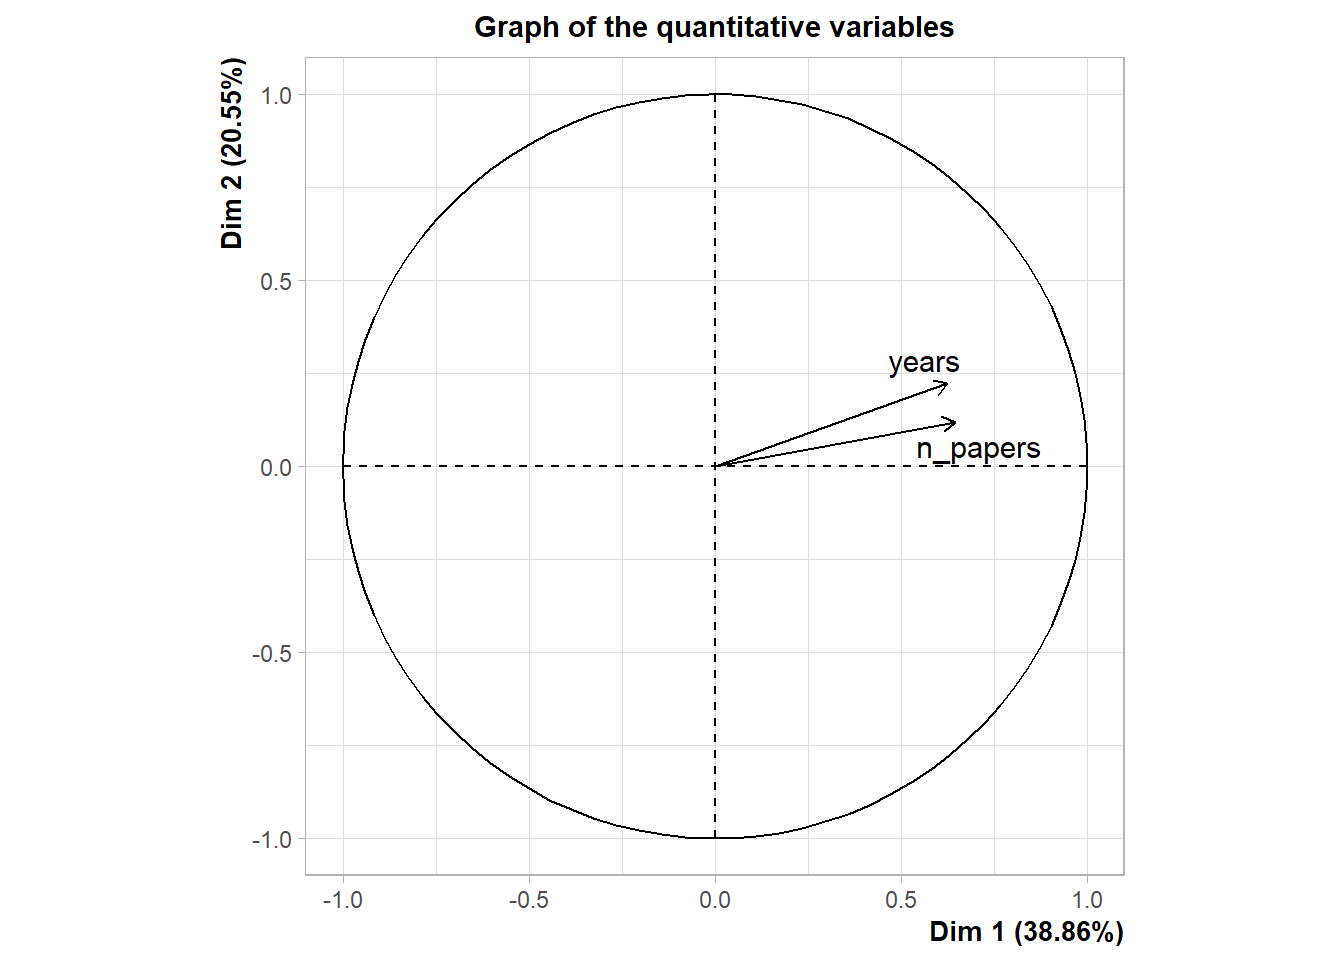 Graph of the quantitative variables
Dim 2 (20.55%)
1.0
0.5
0.0
-0.5
-1.0
years
n_papers
-1.0
-0.5
0.0
0.5
1.0
Dim 1 (38.86%)